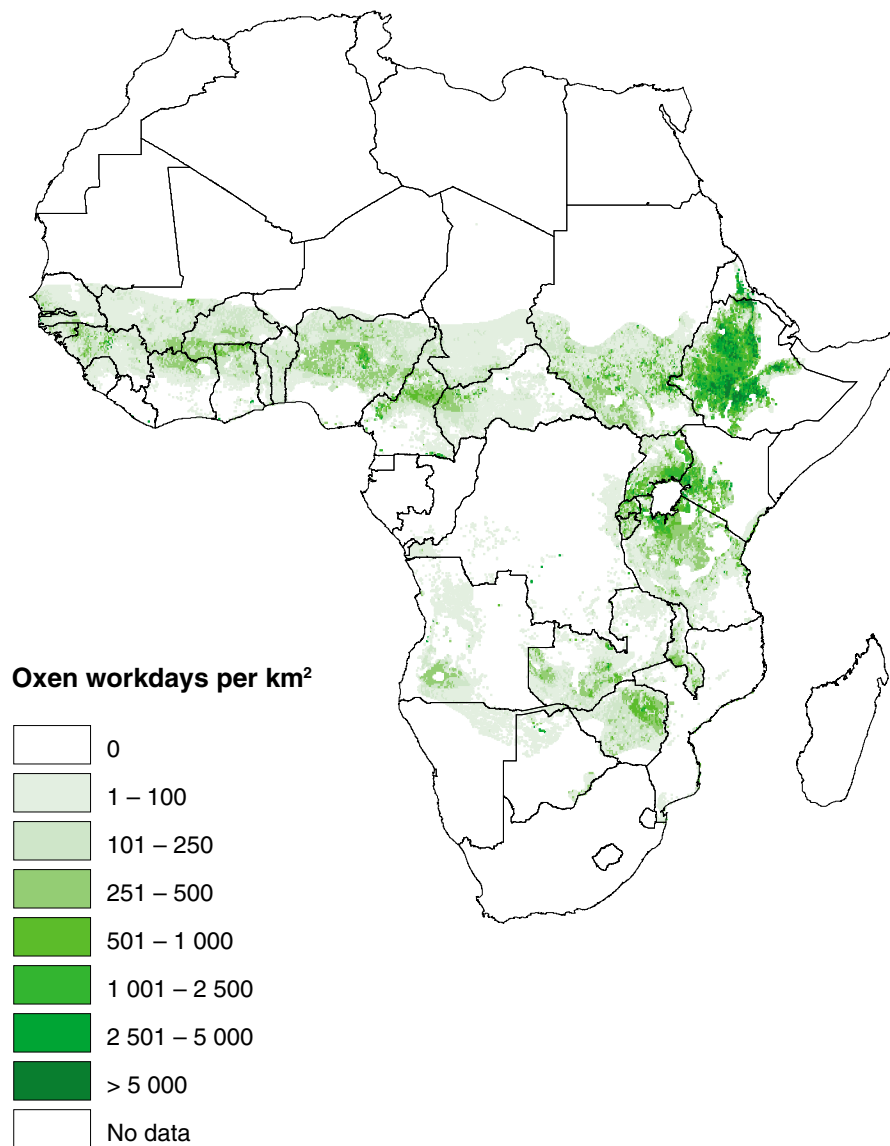 Oxen workdays per km²
0
1 – 100
101 – 250
251 – 500
501 – 1 000
1 001 – 2 500
2 501 – 5 000
> 5 000
No data